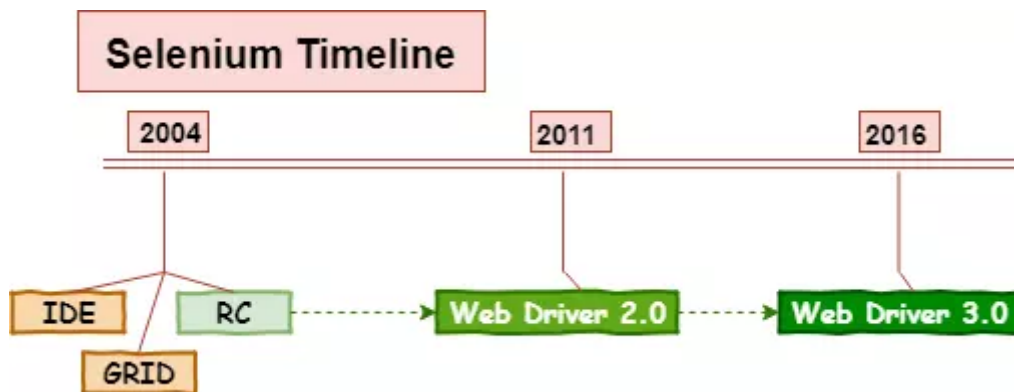 Selenium Timeline
2004
2011
2016
IDE
RC
Web Driver 2.0
Web Driver 3.0
GRID